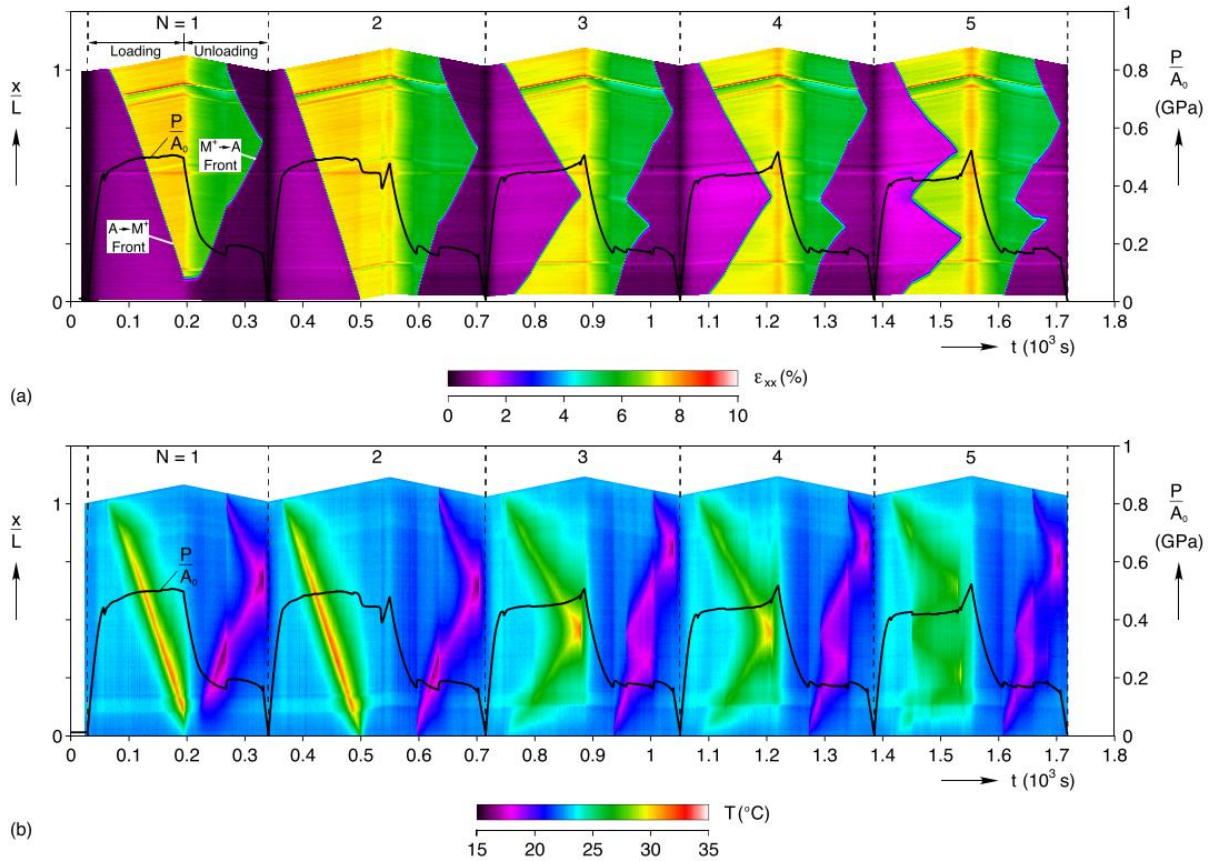 N = 1 2 3 4 5 1
Loading Unloading
1 0.8 P/A₀
x/L (GPa)
P/A₀ M⁺→A Front 0.6
0.4
A→M⁺ Front 0.2
0 0
0 0.1 0.2 0.3 0.4 0.5 0.6 0.7 0.8 0.9 1 1.1 1.2 1.3 1.4 1.5 1.6 1.7 1.8
t (10³ s)
ε xx (%)
(a)
0 2 4 6 8 10
N = 1 2 3 4 5 1
1 0.8 P/A₀
x/L (GPa)
P/A₀ 0.6
0.4
0.2
0 0
0 0.1 0.2 0.3 0.4 0.5 0.6 0.7 0.8 0.9 1 1.1 1.2 1.3 1.4 1.5 1.6 1.7 1.8
t (10³ s)
T (°C)
(b)
15 20 25 30 35